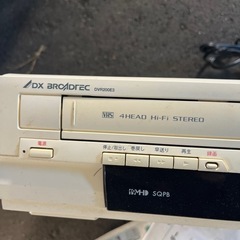 DX BROADTEC DVR200ES
VHS 4HEAD Hi-Fi STEREO
電源 停止/取出し 巻戻し 早送り 再生 録画
SQPB